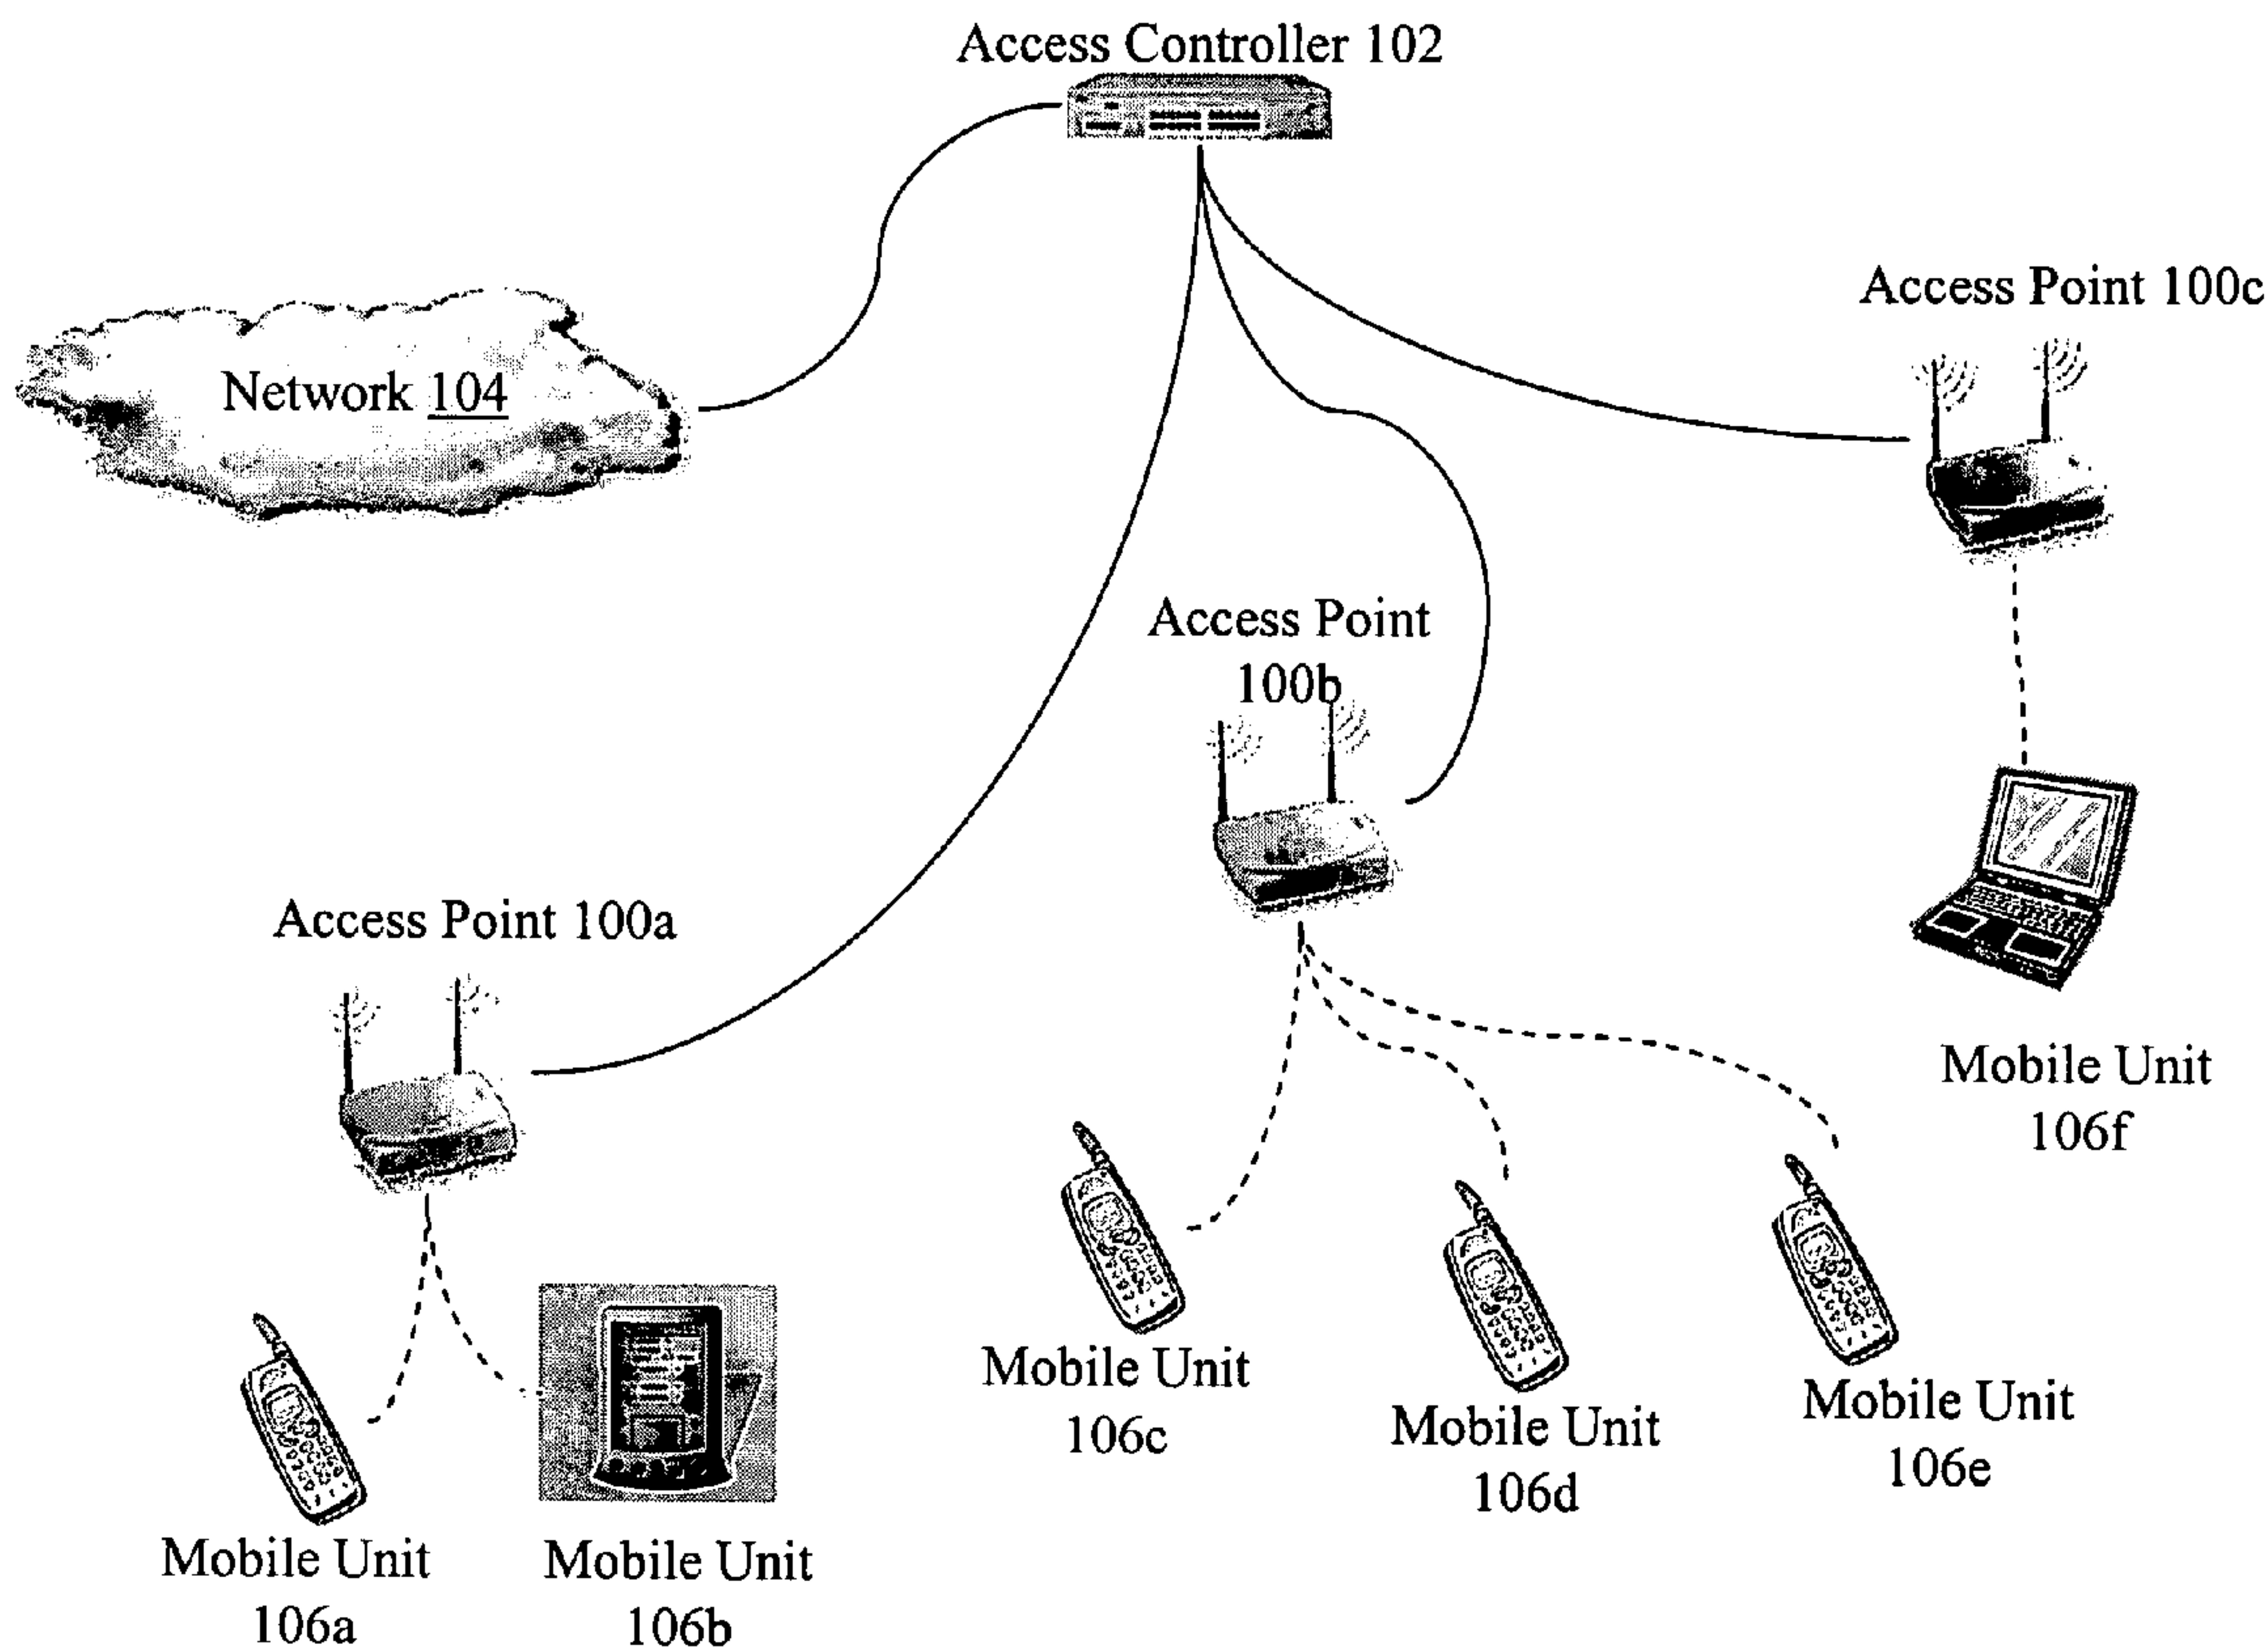 Access Controller 102
Access Point 100c
Network 104
Access Point
100b
Access Point 100a
Mobile Unit
106f
Mobile Unit
106c
Mobile Unit
106d
Mobile Unit
106e
Mobile Unit
106a
Mobile Unit
106b